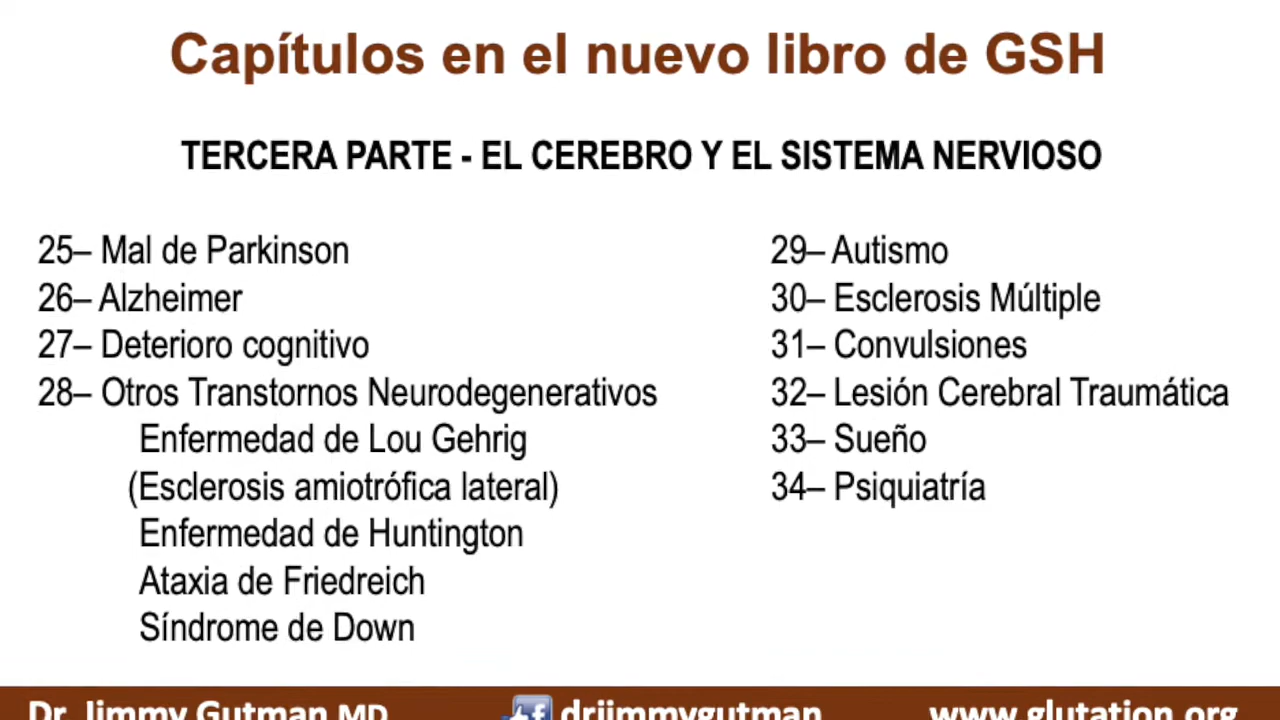 Capítulos en el nuevo libro de GSH
TERCERA PARTE - EL CEREBRO Y EL SISTEMA NERVIOSO
25– Mal de Parkinson
26– Alzheimer
27– Deterioro cognitivo
28– Otros Transtornos Neurodegenerativos
Enfermedad de Lou Gehrig
(Esclerosis amiotrófica lateral)
Enfermedad de Huntington
Ataxia de Friedreich
Síndrome de Down
29– Autismo
30– Esclerosis Múltiple
31– Convulsiones
32– Lesión Cerebral Traumática
33– Sueño
34– Psiquiatría
Dr. Jimmy Gutman MD
drjimmygutman
www.glutation.org